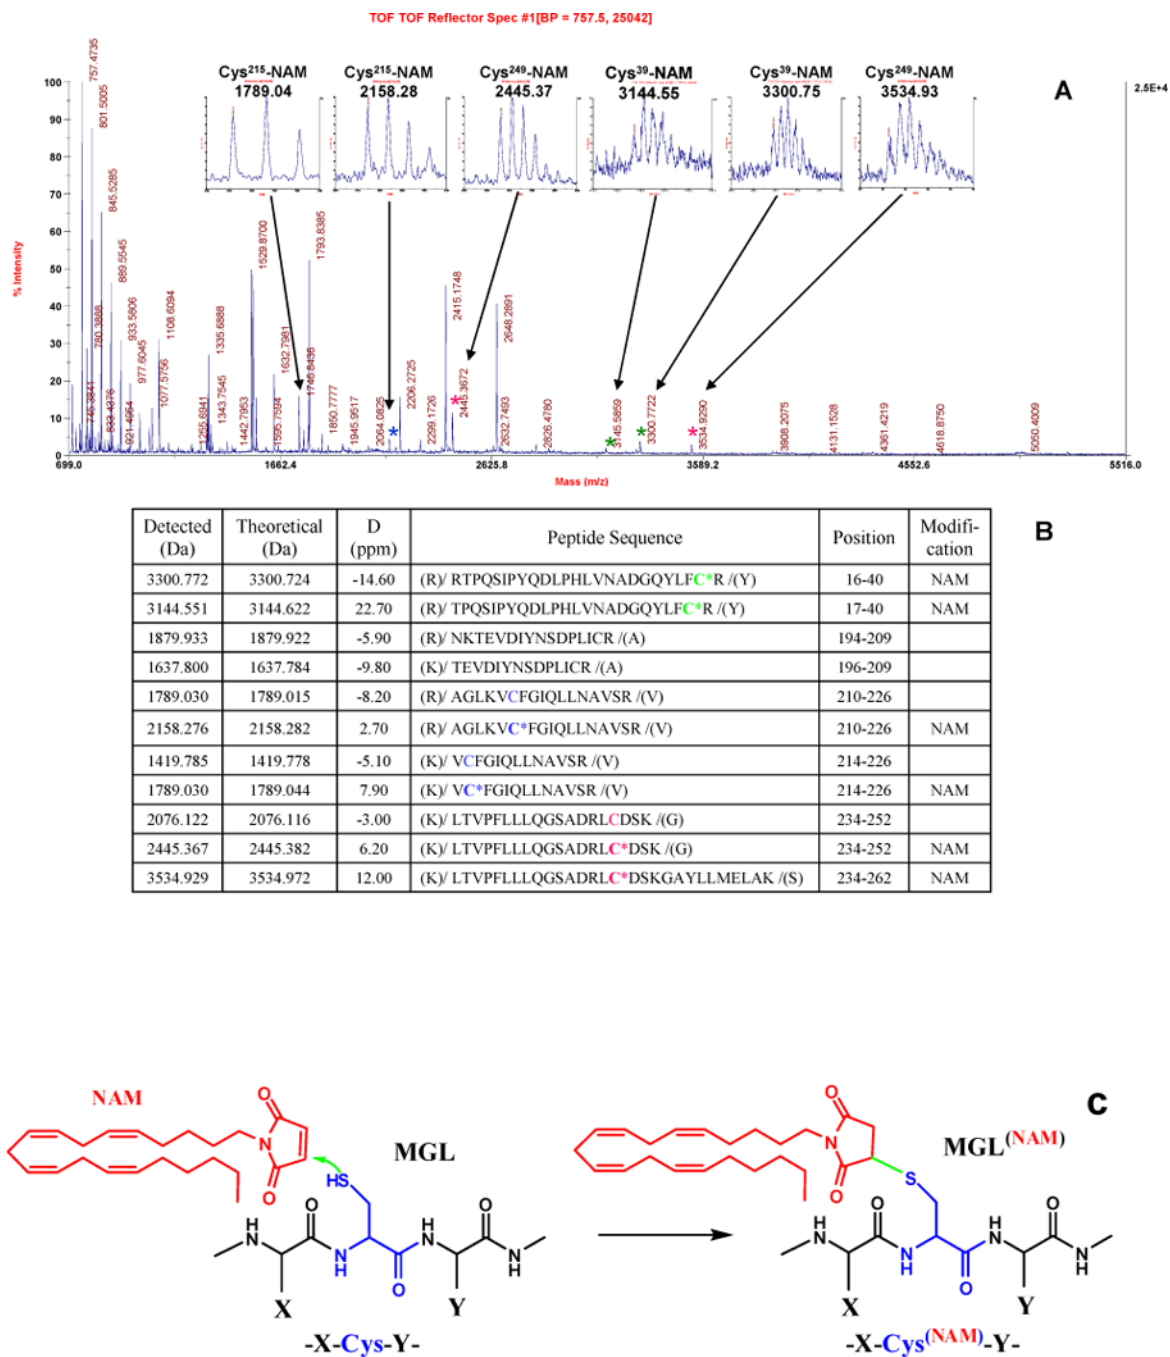 TOF TOF Reflector Spec #1[BP = 757.5, 25042]
A
2.5E+4
Cys215-NAM
1789.04
Cys215-NAM
2158.28
Cys249-NAM
2445.37
Cys39-NAM
3144.55
Cys39-NAM
3300.75
Cys249-NAM
3534.93
% Intensity
100
90
80
70
60
50
40
30
20
10
0
757.4735
801.5005
845.5285
889.5545
780.3888
933.5806
977.6045
745.3841
833.4376
921.4964
1077.5756
1108.6094
1255.6941
1335.6888
1343.7545
1442.7953
1529.8700
1595.7594
1632.7981
1746.8436
1793.8385
1850.7777
1945.9517
2064.0825
*
2206.2725
2299.1726
2415.1748
*
2445.3672
2632.7493
2648.2891
2826.4780
*
3145.5859
*
3300.7722
*
3534.9290
3908.2075
4131.1528
4361.4219
4618.8750
5050.4009
699.0
1662.4
2625.8
3589.2
4552.6
5516.0
Mass (m/z)
B
Detected (Da) Theoretical (Da) D (ppm) Peptide Sequence Position Modifi-cation
3300.772 3300.724 -14.60 (R)/ RTPQSIPYQDLPHLVNADGQYLFC*R /(Y) 16-40 NAM
3144.551 3144.622 22.70 (R)/ TPQSIPYQDLPHLVNADGQYLFC*R /(Y) 17-40 NAM
1879.933 1879.922 -5.90 (R)/ NKTEVDIYNSDPLICR /(A) 194-209
1637.800 1637.784 -9.80 (K)/ TEVDIYNSDPLICR /(A) 196-209
1789.030 1789.015 -8.20 (R)/ AGLKVCFGIQLLNAVSR /(V) 210-226
2158.276 2158.282 2.70 (R)/ AGLKVC*FGIQLLNAVSR /(V) 210-226 NAM
1419.785 1419.778 -5.10 (K)/ VCFGIQLLNAVSR /(V) 214-226
1789.030 1789.044 7.90 (K)/ VC*FGIQLLNAVSR /(V) 214-226 NAM
2076.122 2076.116 -3.00 (K)/ LTVPFLLLQGSADRLCDSK /(G) 234-252
2445.367 2445.382 6.20 (K)/ LTVPFLLLQGSADRLC*DSK /(G) 234-252 NAM
3534.929 3534.972 12.00 (K)/ LTVPFLLLQGSADRLC*DSKGAYLLMELAK /(S) 234-262 NAM
C
NAM
O
N
O
HS
MGL
O
H
N
O
N
H
O
N
H
X
Y
-X-Cys-Y-
O
N
O
S
MGL(NAM)
O
H
N
O
N
H
N
H
O
N
H
X
Y
-X-Cys(NAM)-Y-